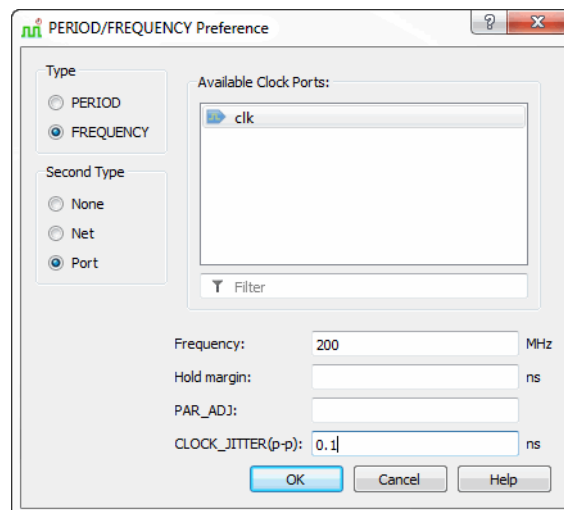 PERIOD/FREQUENCY Preference
?
X
Type
PERIOD
FREQUENCY
Second Type
None
Net
Port
Available Clock Ports:
clk
Filter
Frequency: 200 MHz
Hold margin: ns
PAR_ADJ:
CLOCK_JITTER(p-p): 0.1 ns
OK Cancel Help